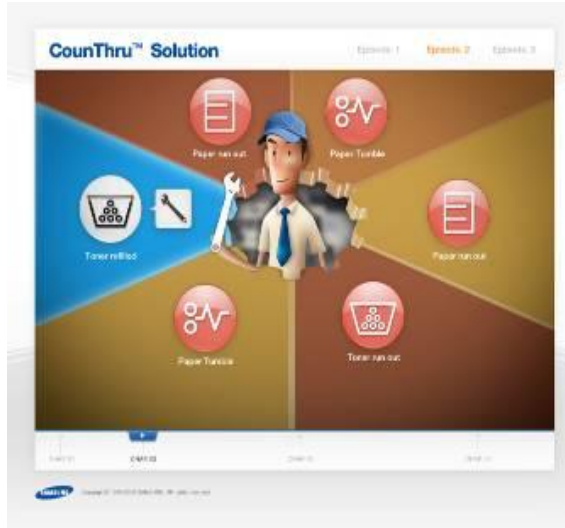 CounThru™ Solution
Episode. 1 Episode. 2 Episode. 3
Paper run out
Paper Tumble
Toner refilled
Paper run out
Paper Tumble
Toner run out
SAMSUNG